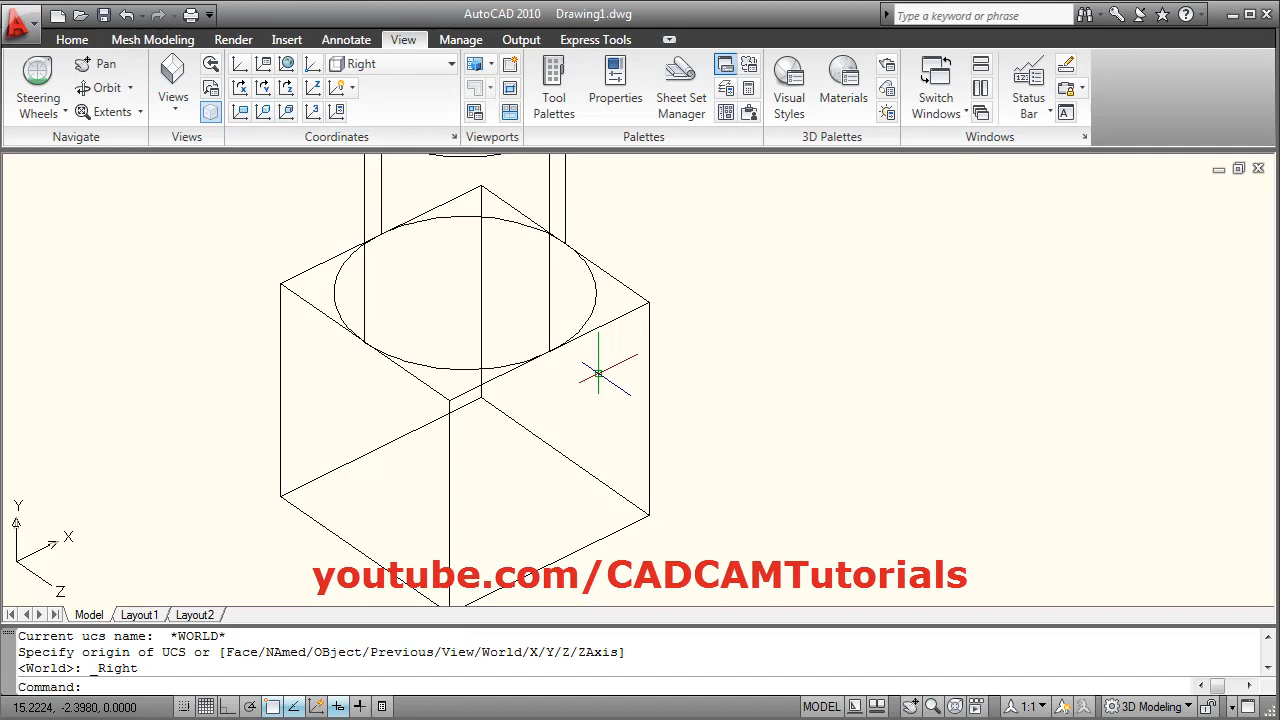 AutoCAD 2010 Drawing1.dwg
Type a keyword or phrase
Home Mesh Modeling Render Insert Annotate View Manage Output Express Tools
Steering Wheels
Pan
Orbit
Extents
Navigate
Views
Views
Right
Coordinates
Viewports
Tool Palettes
Properties
Sheet Set Manager
Palettes
Visual Styles
Materials
3D Palettes
Switch Windows
Status Bar
Windows
Y
X
Z
youtube.com/CADCAMTutorials
Model Layout1 Layout2
Current ucs name: *WORLD*
Specify origin of UCS or [Face/NAmed/OBject/Previous/View/World/X/Y/Z/ZAxis]
<World>: _Right
Command:
15.2224, -2.3980, 0.0000
MODEL
1:1
3D Modeling